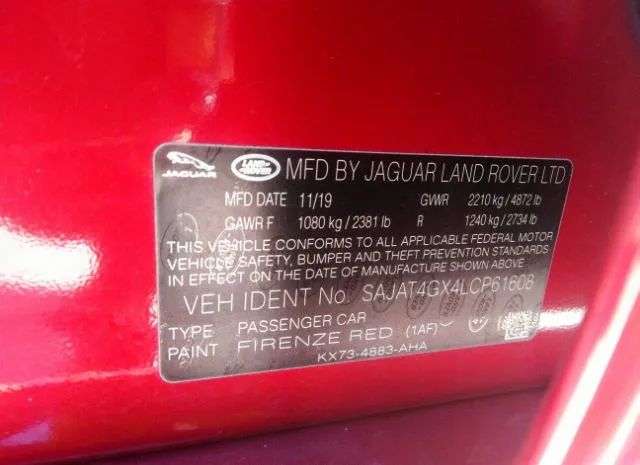 JAGUAR LAND ROVER MFD BY JAGUAR LAND ROVER LTD
MFD DATE 11/19 GVWR 2210 kg / 4872 lb
GAWR F 1080 kg / 2381 lb R 1240 kg / 2734 lb
THIS VEHICLE CONFORMS TO ALL APPLICABLE FEDERAL MOTOR
VEHICLE SAFETY, BUMPER AND THEFT PREVENTION STANDARDS
IN EFFECT ON THE DATE OF MANUFACTURE SHOWN ABOVE.
VEH IDENT No. SAJAT4GX4LCP61608
TYPE PASSENGER CAR
PAINT FIRENZE RED (1AF)
KX73-4883-AHA